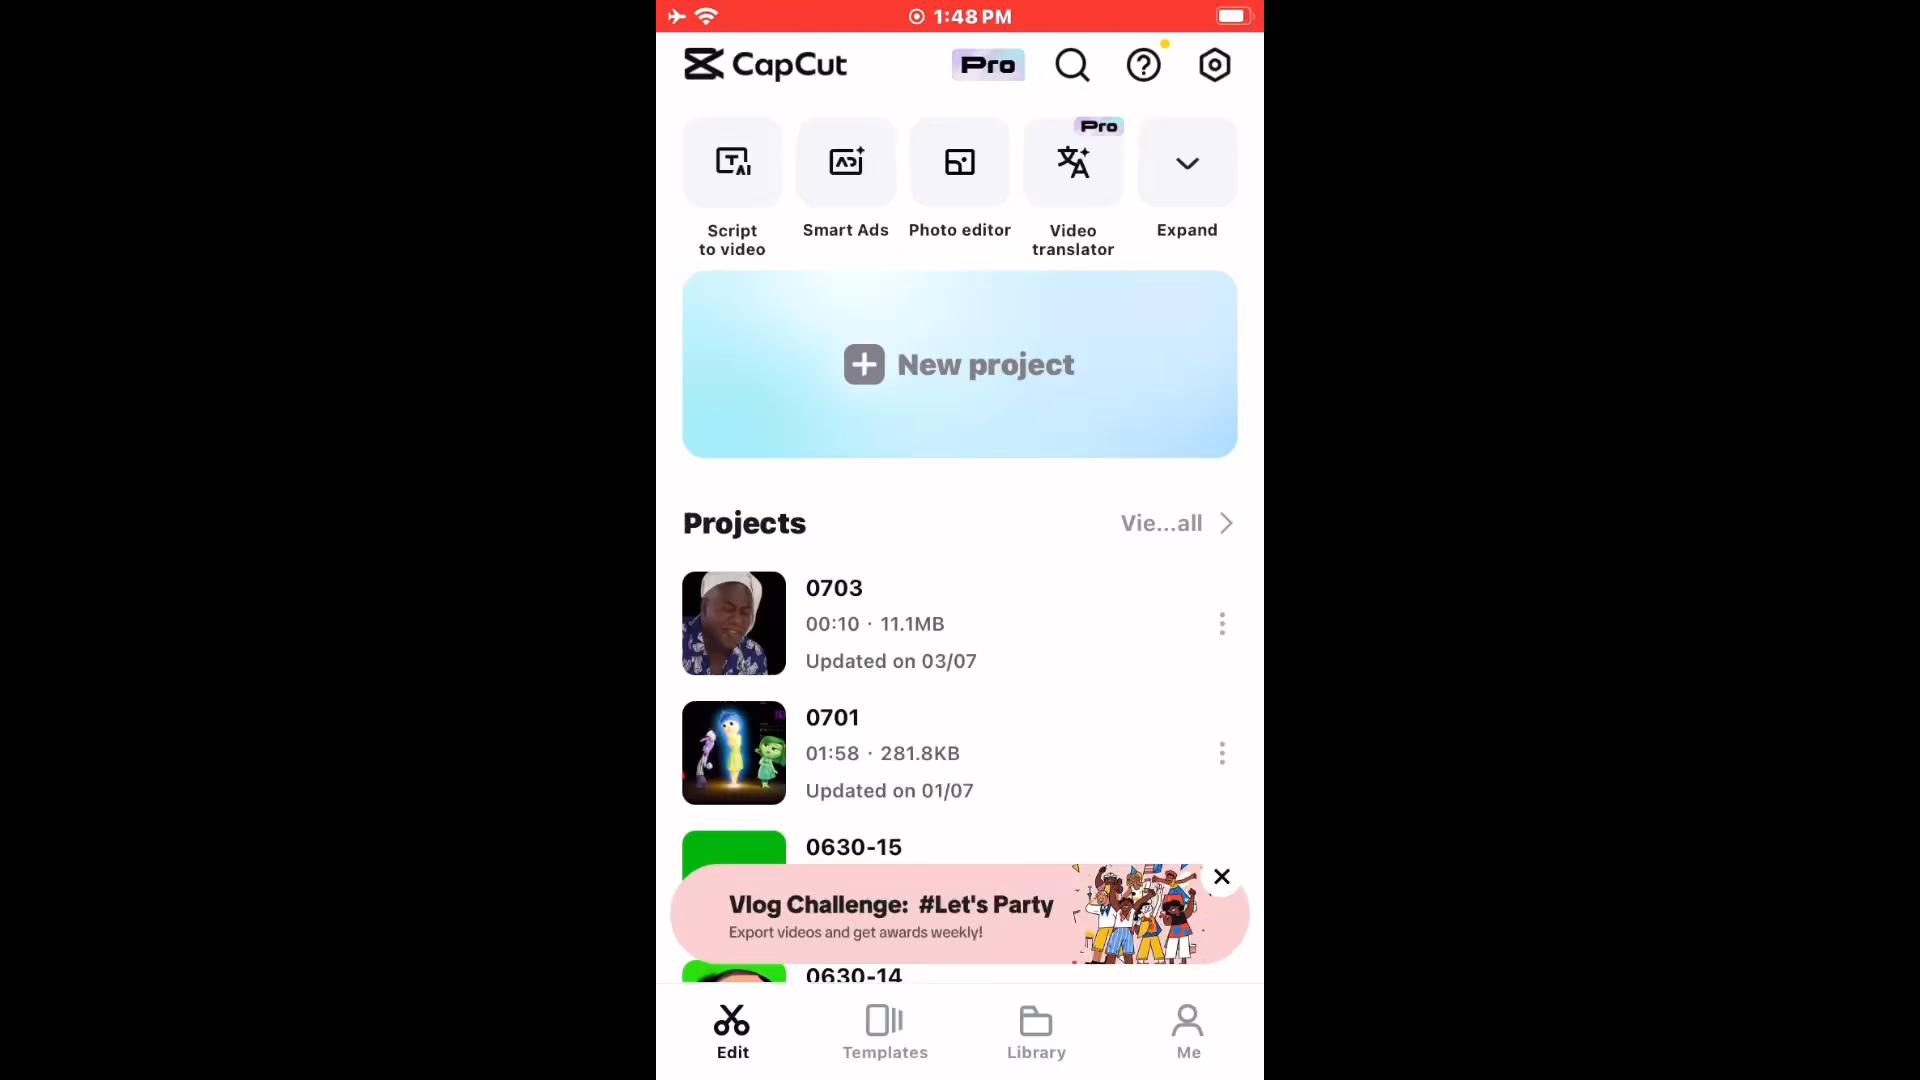 1:48 PM
CapCut
Pro
Pro
Script
to video
Smart Ads
Photo editor
Video
translator
Expand
New project
Projects
Vie...all
0703
00:10 · 11.1MB
Updated on 03/07
0701
01:58 · 281.8KB
Updated on 01/07
0630-15
Vlog Challenge: #Let's Party
Export videos and get awards weekly!
0630-14
Edit
Templates
Library
Me